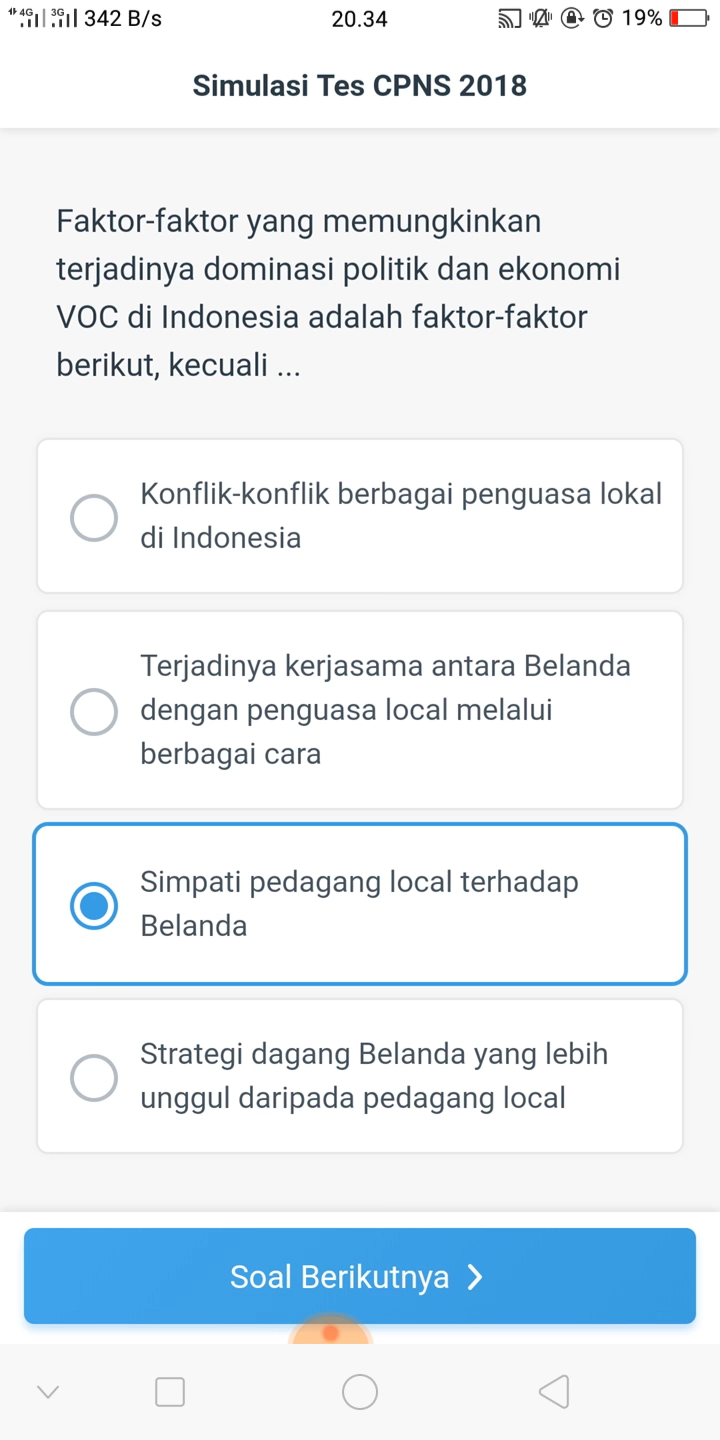 4G 3G 342 B/s 20.34 19%
Simulasi Tes CPNS 2018
Faktor-faktor yang memungkinkan
terjadinya dominasi politik dan ekonomi
VOC di Indonesia adalah faktor-faktor
berikut, kecuali ...
Konflik-konflik berbagai penguasa lokal
di Indonesia
Terjadinya kerjasama antara Belanda
dengan penguasa local melalui
berbagai cara
Simpati pedagang local terhadap
Belanda
Strategi dagang Belanda yang lebih
unggul daripada pedagang local
Soal Berikutnya